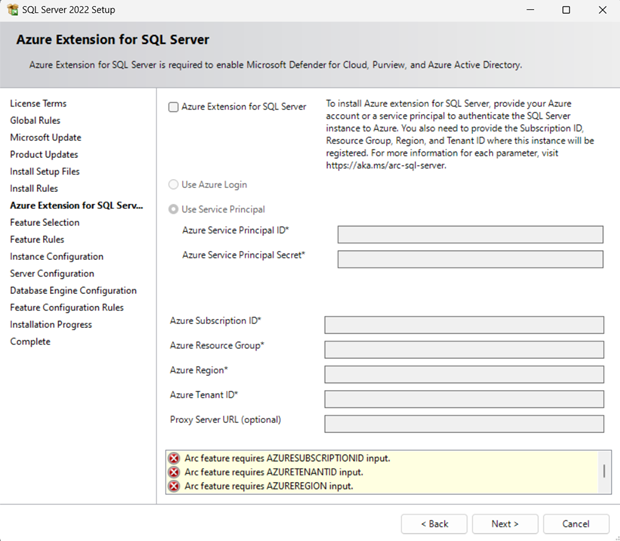 SQL Server 2022 Setup
Azure Extension for SQL Server
Azure Extension for SQL Server is required to enable Microsoft Defender for Cloud, Purview, and Azure Active Directory.
License Terms
Global Rules
Microsoft Update
Product Updates
Install Setup Files
Install Rules
Azure Extension for SQL Serv...
Feature Selection
Feature Rules
Instance Configuration
Server Configuration
Database Engine Configuration
Feature Configuration Rules
Installation Progress
Complete
Azure Extension for SQL Server
To install Azure extension for SQL Server, provide your Azure
account or a service principal to authenticate the SQL Server
instance to Azure. You also need to provide the Subscription ID,
Resource Group, Region, and Tenant ID where this instance will be
registered. For more information for each parameter, visit
https://aka.ms/arc-sql-server.
Use Azure Login
Use Service Principal
Azure Service Principal ID*
Azure Service Principal Secret*
Azure Subscription ID*
Azure Resource Group*
Azure Region*
Azure Tenant ID*
Proxy Server URL (optional)
Arc feature requires AZURESUBSCRIPTIONID input.
Arc feature requires AZURETENANTID input.
Arc feature requires AZUREREGION input.
< Back
Next >
Cancel